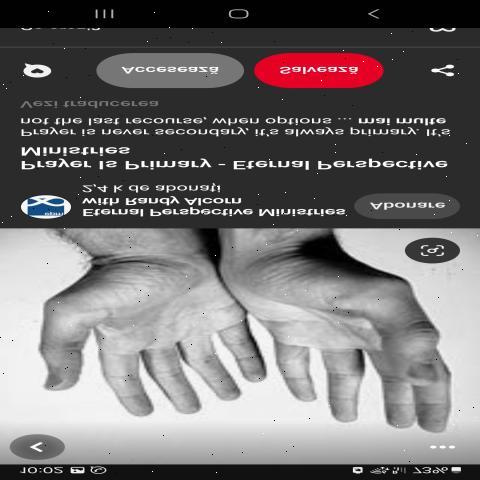 10:02
73%
Eternal Perspective Ministries
with Randy Alcorn
2,4 k de abonați
Abonare
Prayer Is Primary - Eternal Perspective
Ministries
Prayer is never secondary, it's always primary. It's
not the last recourse, when options ... mai multe
Vezi traducerea
Accesează
Salvează